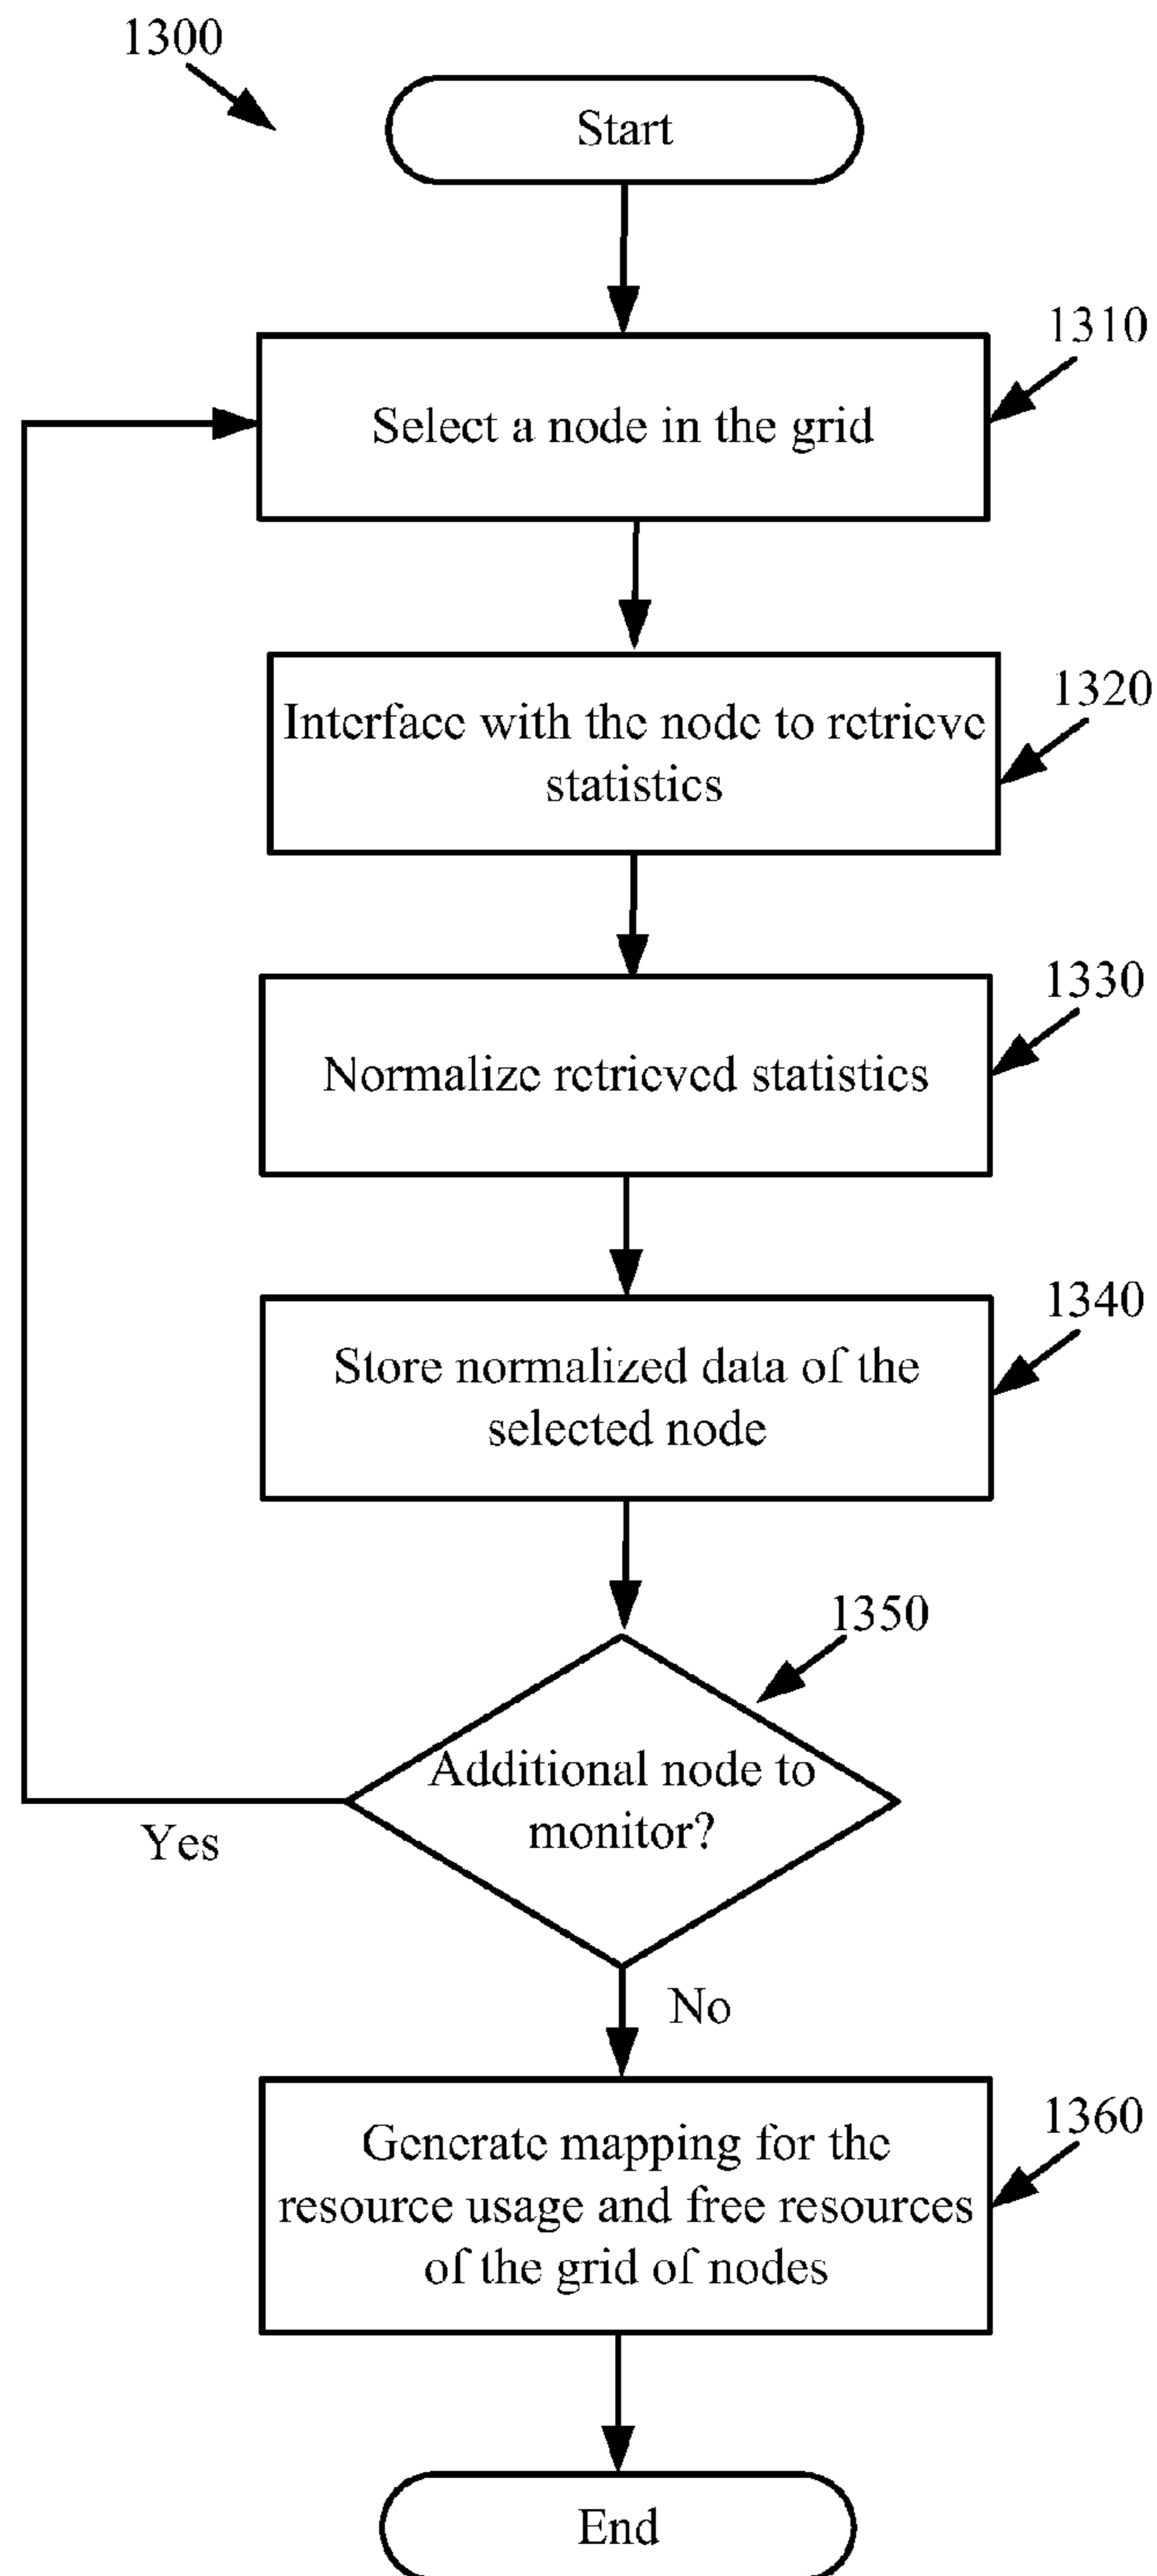 1300
Start
1310
Select a node in the grid
1320
Interface with the node to retrieve
statistics
1330
Normalize retrieved statistics
1340
Store normalized data of the
selected node
1350
Additional node to
monitor?
Yes
No
1360
Generate mapping for the
resource usage and free resources
of the grid of nodes
End